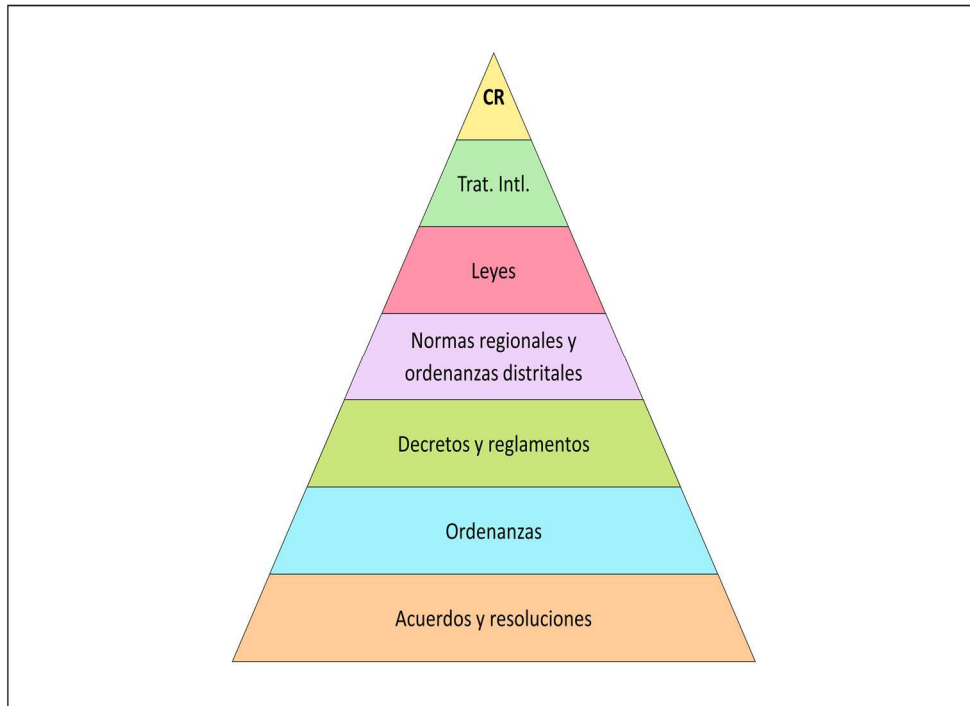 CR
Trat. Intl.
Leyes
Normas regionales y
ordenanzas distritales
Decretos y reglamentos
Ordenanzas
Acuerdos y resoluciones